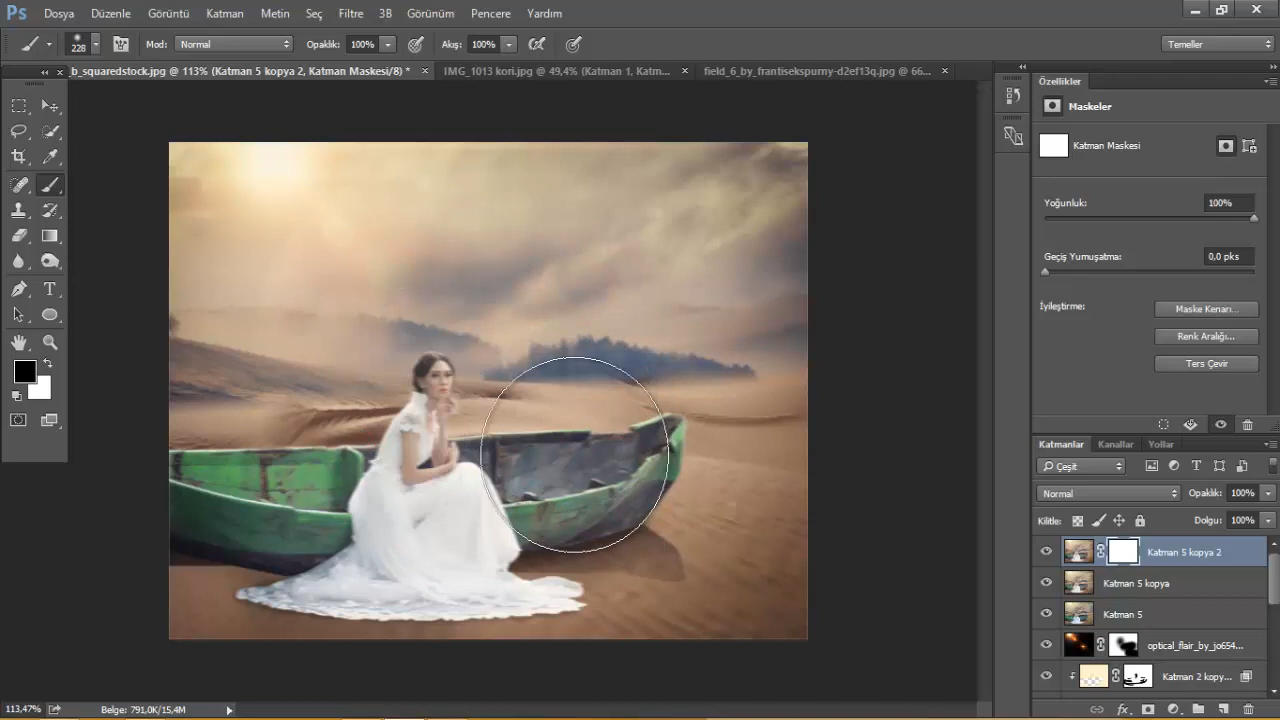 Ps Dosya Düzenle Görüntü Katman Metin Seç Filtre 3B Görünüm Pencere Yardım
228 Mod: Normal Opaklık: 100% Akış: 100% Temeller
_b_squaredstock.jpg @ 113% (Katman 5 kopya 2, Katman Maskesi/8) * IMG_1013 kori.jpg @ 49,4% (Katman 1, Katm... field_6_by_frantisekspurny-d2ef13q.jpg @ 66...
Özellikler
Maskeler
Katman Maskesi
Yoğunluk: 100%
Geçiş Yumuşatma: 0,0 pks
İyileştirme: Maske Kenarı...
Renk Aralığı...
Ters Çevir
Katmanlar Kanallar Yollar
Çeşit
Normal Opaklık: 100%
Kilitle: Dolgu: 100%
Katman 5 kopya 2
Katman 5 kopya
Katman 5
optical_flair_by_jo654...
Katman 2 kopy...
113,47% Belge: 791,0K/15,4M